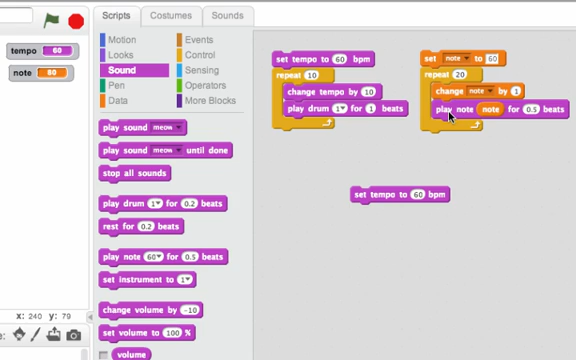 Scripts Costumes Sounds
tempo 60
note 80
x: 240 y: 79
Motion Events
Looks Control
Sound Sensing
Pen Operators
Data More Blocks
play sound meow
play sound meow until done
stop all sounds
play drum 1 for 0.2 beats
rest for 0.2 beats
play note 60 for 0.5 beats
set instrument to 1
change volume by -10
set volume to 100 %
volume
set tempo to 60 bpm
repeat 10
change tempo by 10
play drum 1 for 1 beats
set note to 60
repeat 20
change note by 1
play note note for 0.5 beats
set tempo to 60 bpm